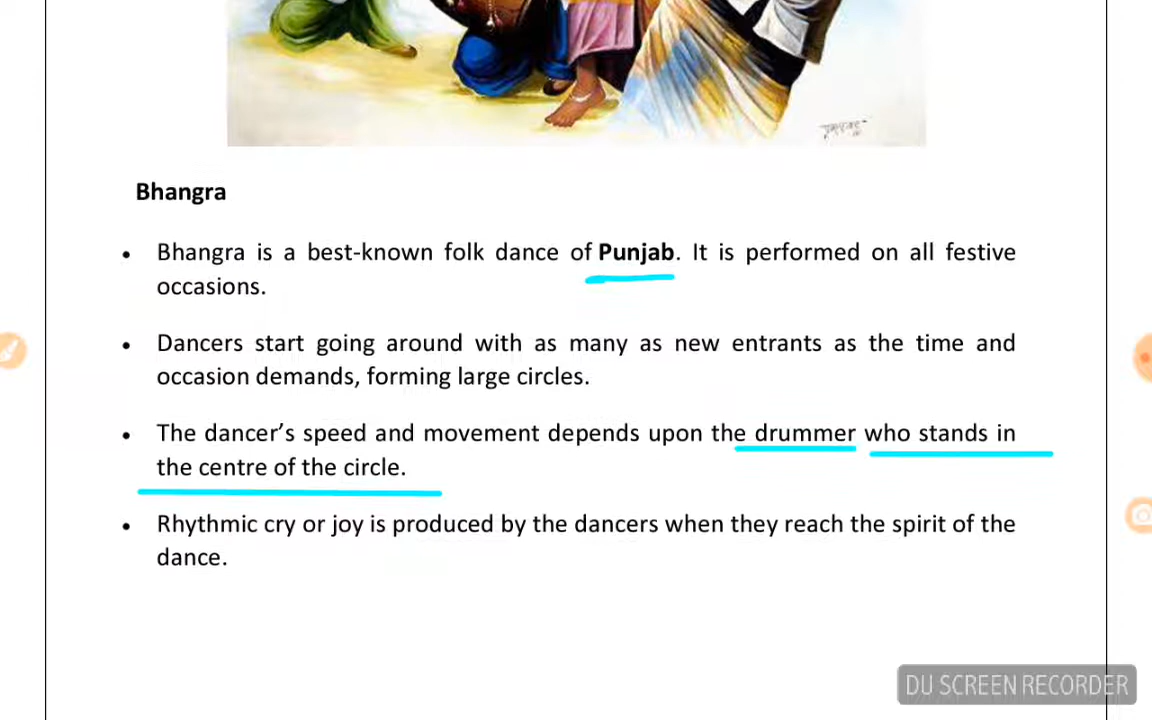 Bhangra
• Bhangra is a best-known folk dance of Punjab. It is performed on all festive
occasions.
• Dancers start going around with as many as new entrants as the time and
occasion demands, forming large circles.
• The dancer’s speed and movement depends upon the drummer who stands in
the centre of the circle.
• Rhythmic cry or joy is produced by the dancers when they reach the spirit of the
dance.
DU SCREEN RECORDER